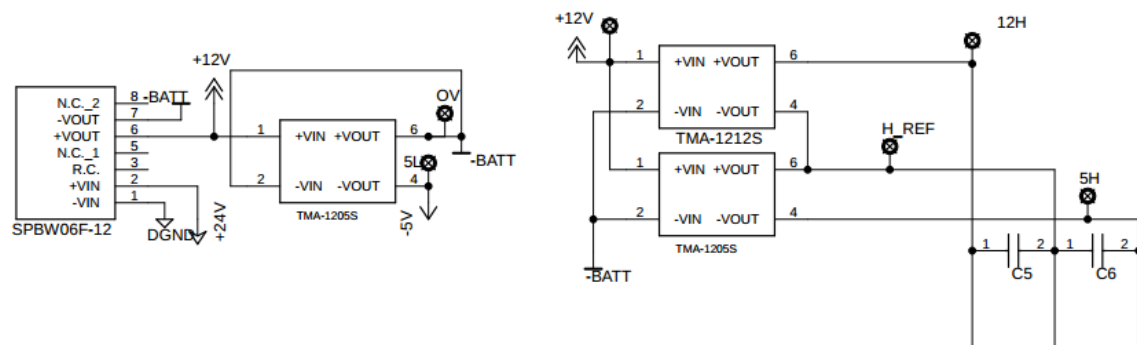 +12V
12H
+12V
1 +VIN +VOUT 6
2 -VIN -VOUT 4
TMA-1212S
H_REF
1 +VIN +VOUT 6
2 -VIN -VOUT 4
TMA-1205S
5H
-BATT
1 2 1 2
C5 C6
N.C._2 8 -BATT
-VOUT 7
+VOUT 6
N.C._1 5
R.C. 3
+VIN 2
-VIN 1
SPBW06F-12
DGND
+24V
OV
1 +VIN +VOUT 6
-BATT
5L
2 -VIN -VOUT 4
TMA-1205S
-5V